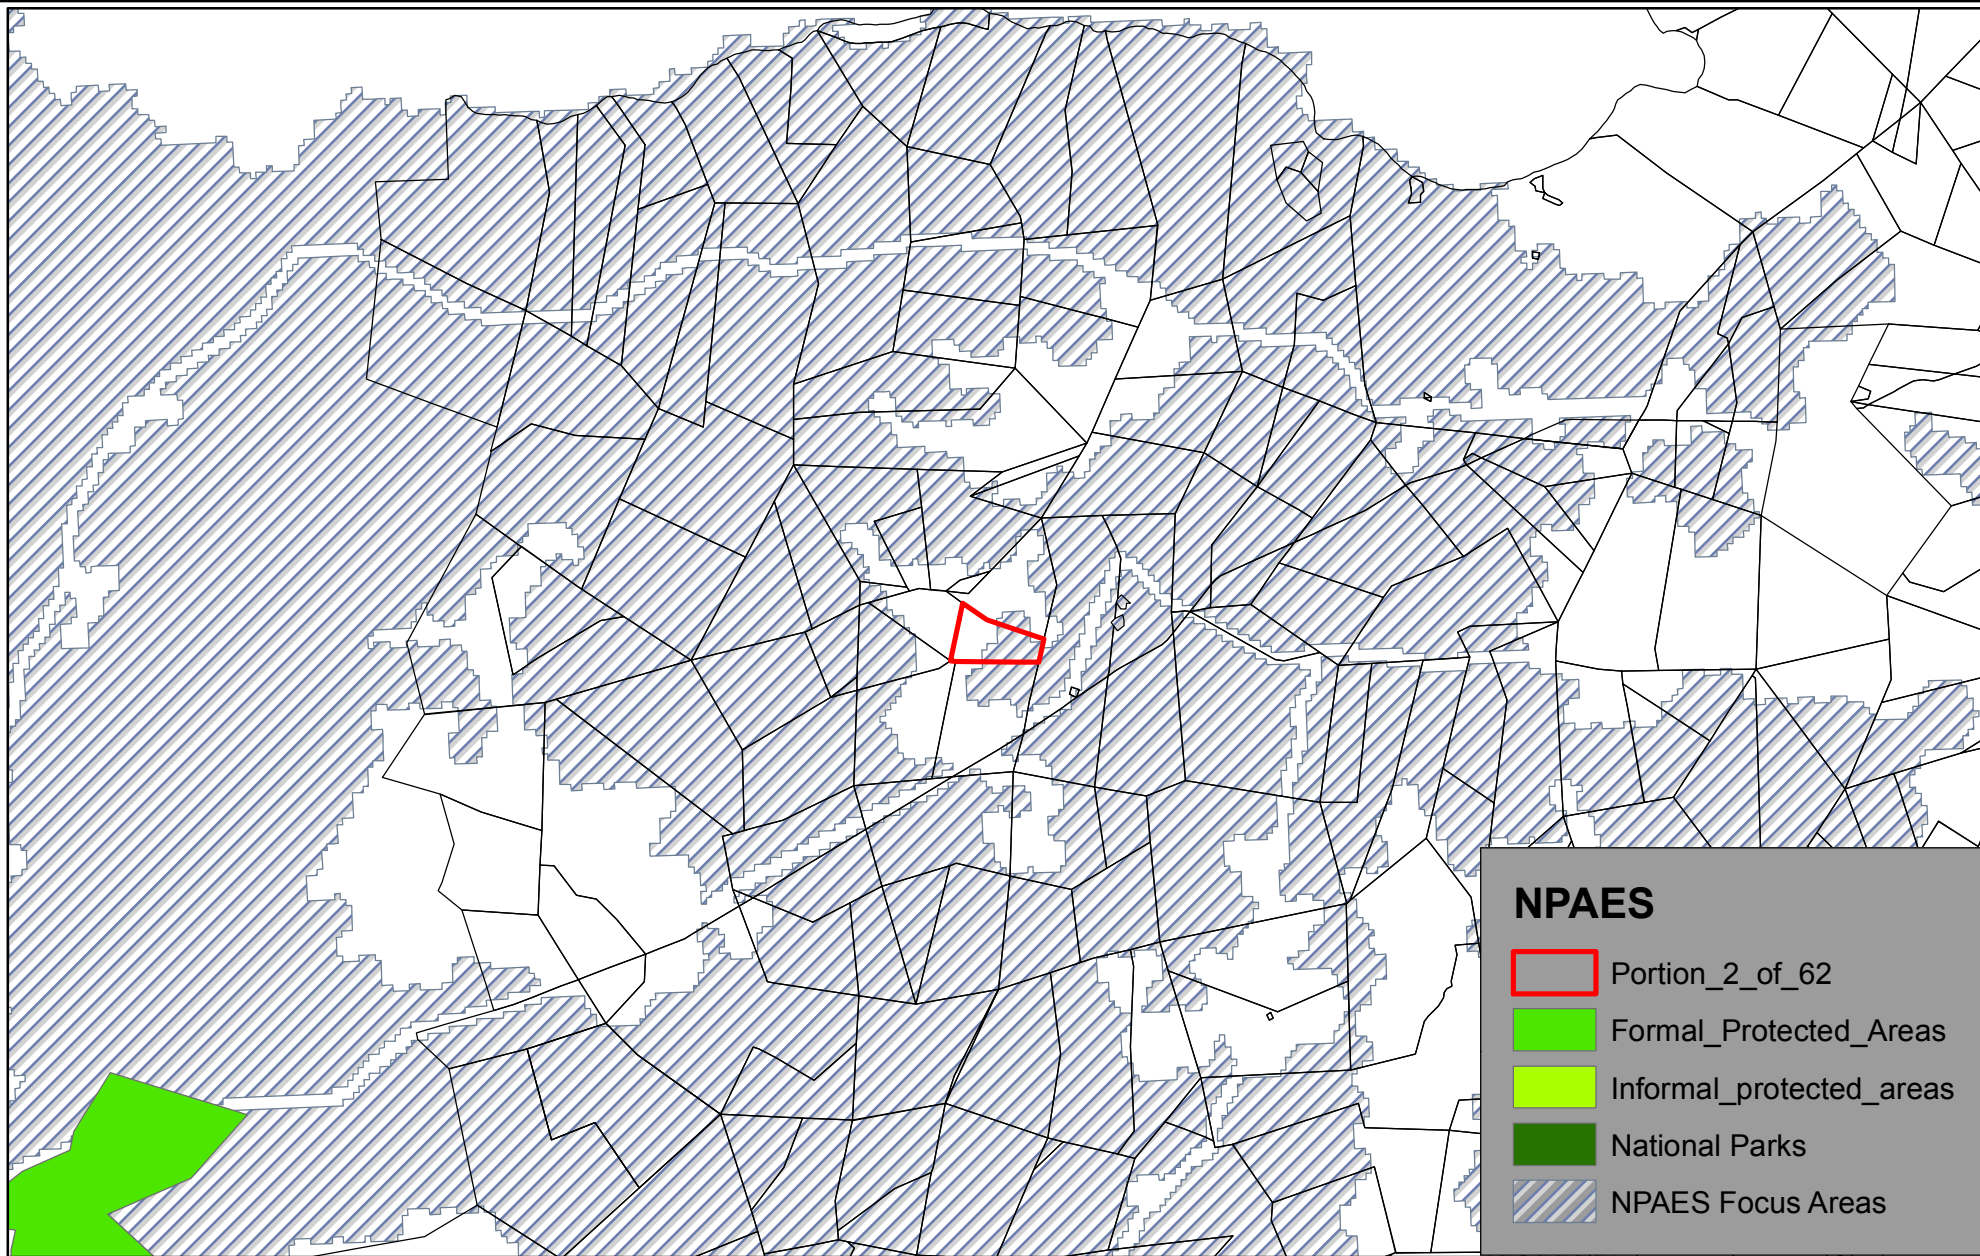 NPAES
Portion_2_of_62
Formal_Protected_Areas
Informal_protected_areas
National Parks
NPAES Focus Areas